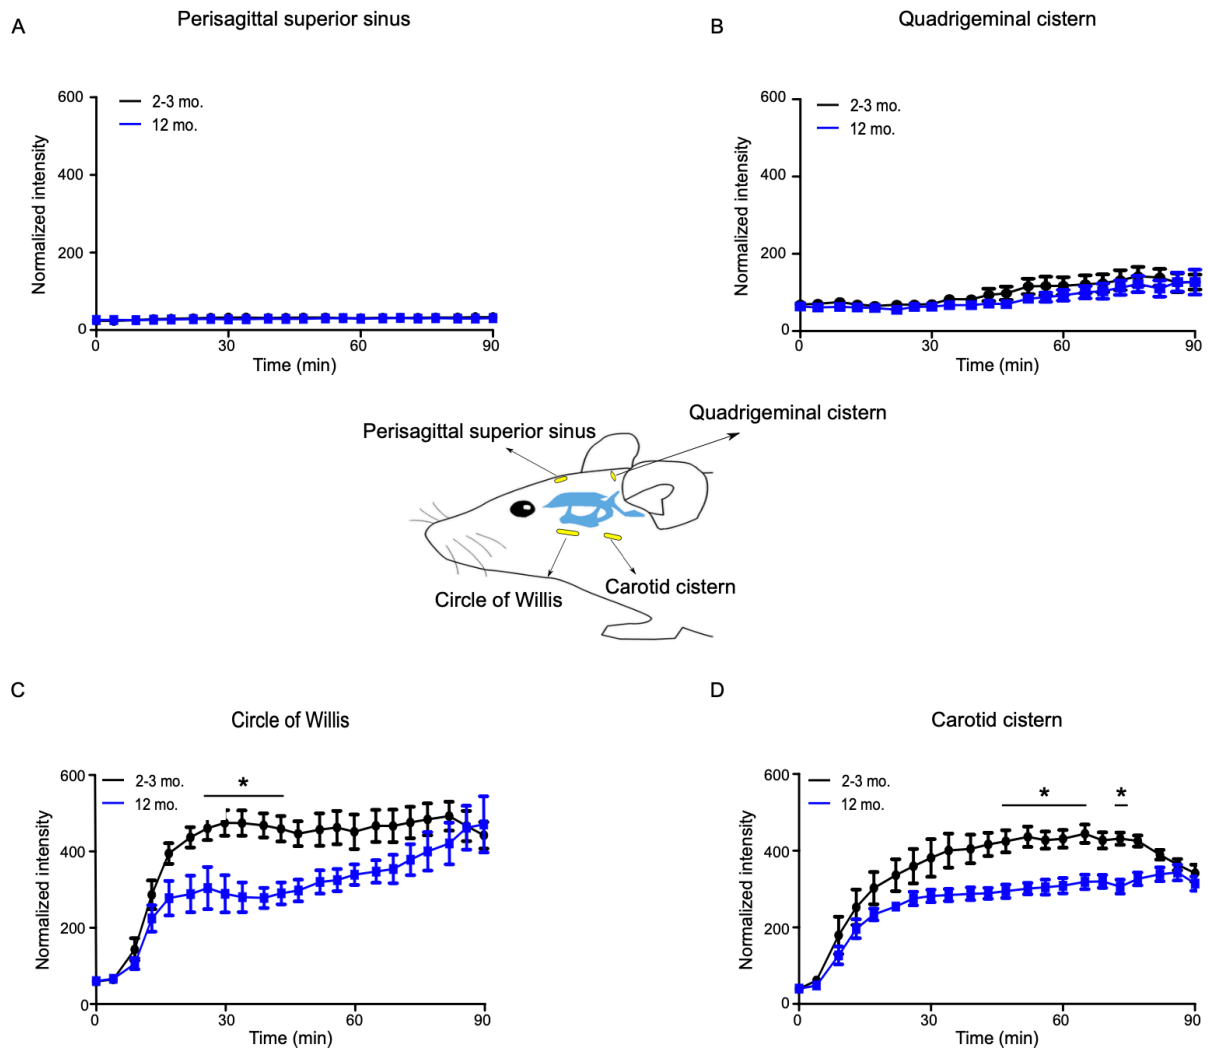 A
Perisagittal superior sinus
600
400
200
0
Normalized intensity
2-3 mo.
12 mo.
0
30
60
90
Time (min)
B
Quadrigeminal cistern
600
400
200
0
Normalized intensity
2-3 mo.
12 mo.
0
30
60
90
Time (min)
Quadrigeminal cistern
Perisagittal superior sinus
Circle of Willis
Carotid cistern
C
Circle of Willis
600
400
200
0
Normalized intensity
2-3 mo.
12 mo.
*
0
30
60
90
Time (min)
D
Carotid cistern
600
400
200
0
Normalized intensity
2-3 mo.
12 mo.
*
*
0
30
60
90
Time (min)